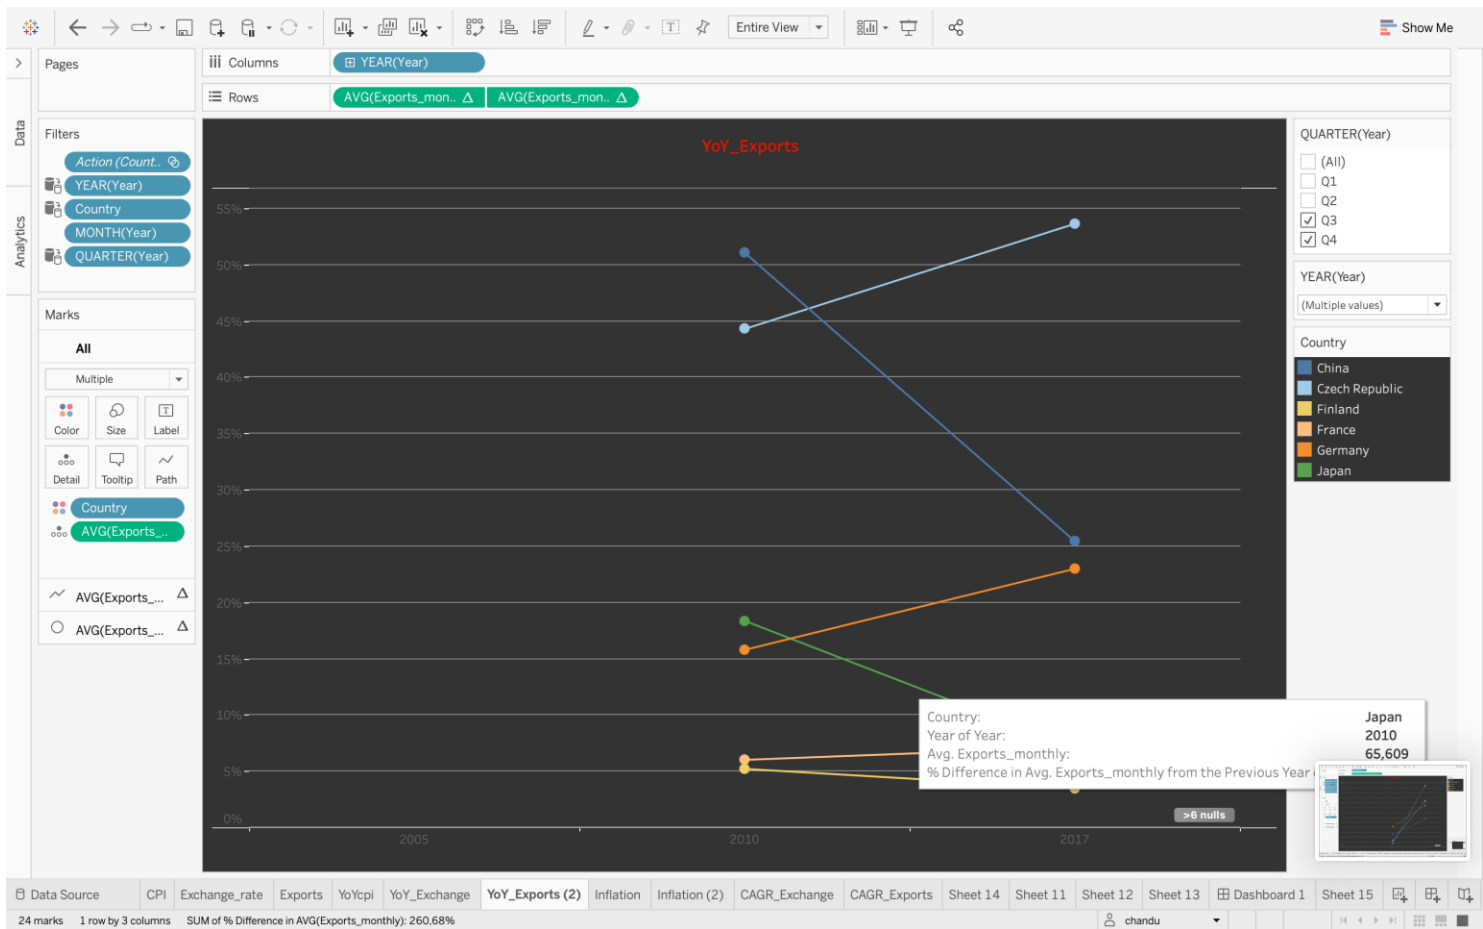 Entire View
Show Me
Pages
iii Columns
YEAR(Year)
Rows
AVG(Exports_mon.. Δ
AVG(Exports_mon.. Δ
Data
Analytics
Filters
Action (Count..
YEAR(Year)
Country
MONTH(Year)
QUARTER(Year)
Marks
All
Multiple
Color
Size
Label
Detail
Tooltip
Path
Country
AVG(Exports_..
AVG(Exports_... Δ
AVG(Exports_... Δ
YoY_Exports
55%
50%
45%
40%
35%
30%
25%
20%
15%
10%
5%
0%
2005
2010
2017
>6 nulls
Country: Japan
Year of Year: 2010
Avg. Exports_monthly: 65,609
% Difference in Avg. Exports_monthly from the Previous Year
QUARTER(Year)
(All)
Q1
Q2
Q3
Q4
YEAR(Year)
(Multiple values)
Country
China
Czech Republic
Finland
France
Germany
Japan
Data Source
CPI
Exchange_rate
Exports
YoYcpi
YoY_Exchange
YoY_Exports (2)
Inflation
Inflation (2)
CAGR_Exchange
CAGR_Exports
Sheet 14
Sheet 11
Sheet 12
Sheet 13
Dashboard 1
Sheet 15
24 marks
1 row by 3 columns
SUM of % Difference in AVG(Exports_monthly): 260,68%
chandu